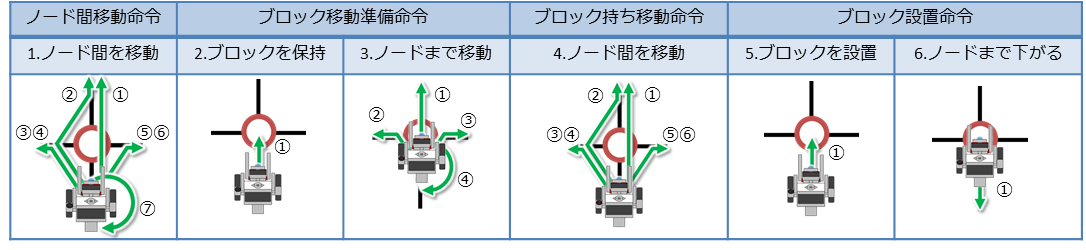 ノード間移動命令
ブロック移動準備命令
ブロック持ち移動命令
ブロック設置命令
1.ノード間を移動
2.ブロックを保持
3.ノードまで移動
4.ノード間を移動
5.ブロックを設置
6.ノードまで下がる
② ①
③④ ⑤⑥
⑦
①
①
② ③
④
② ①
③④ ⑤⑥
①
①